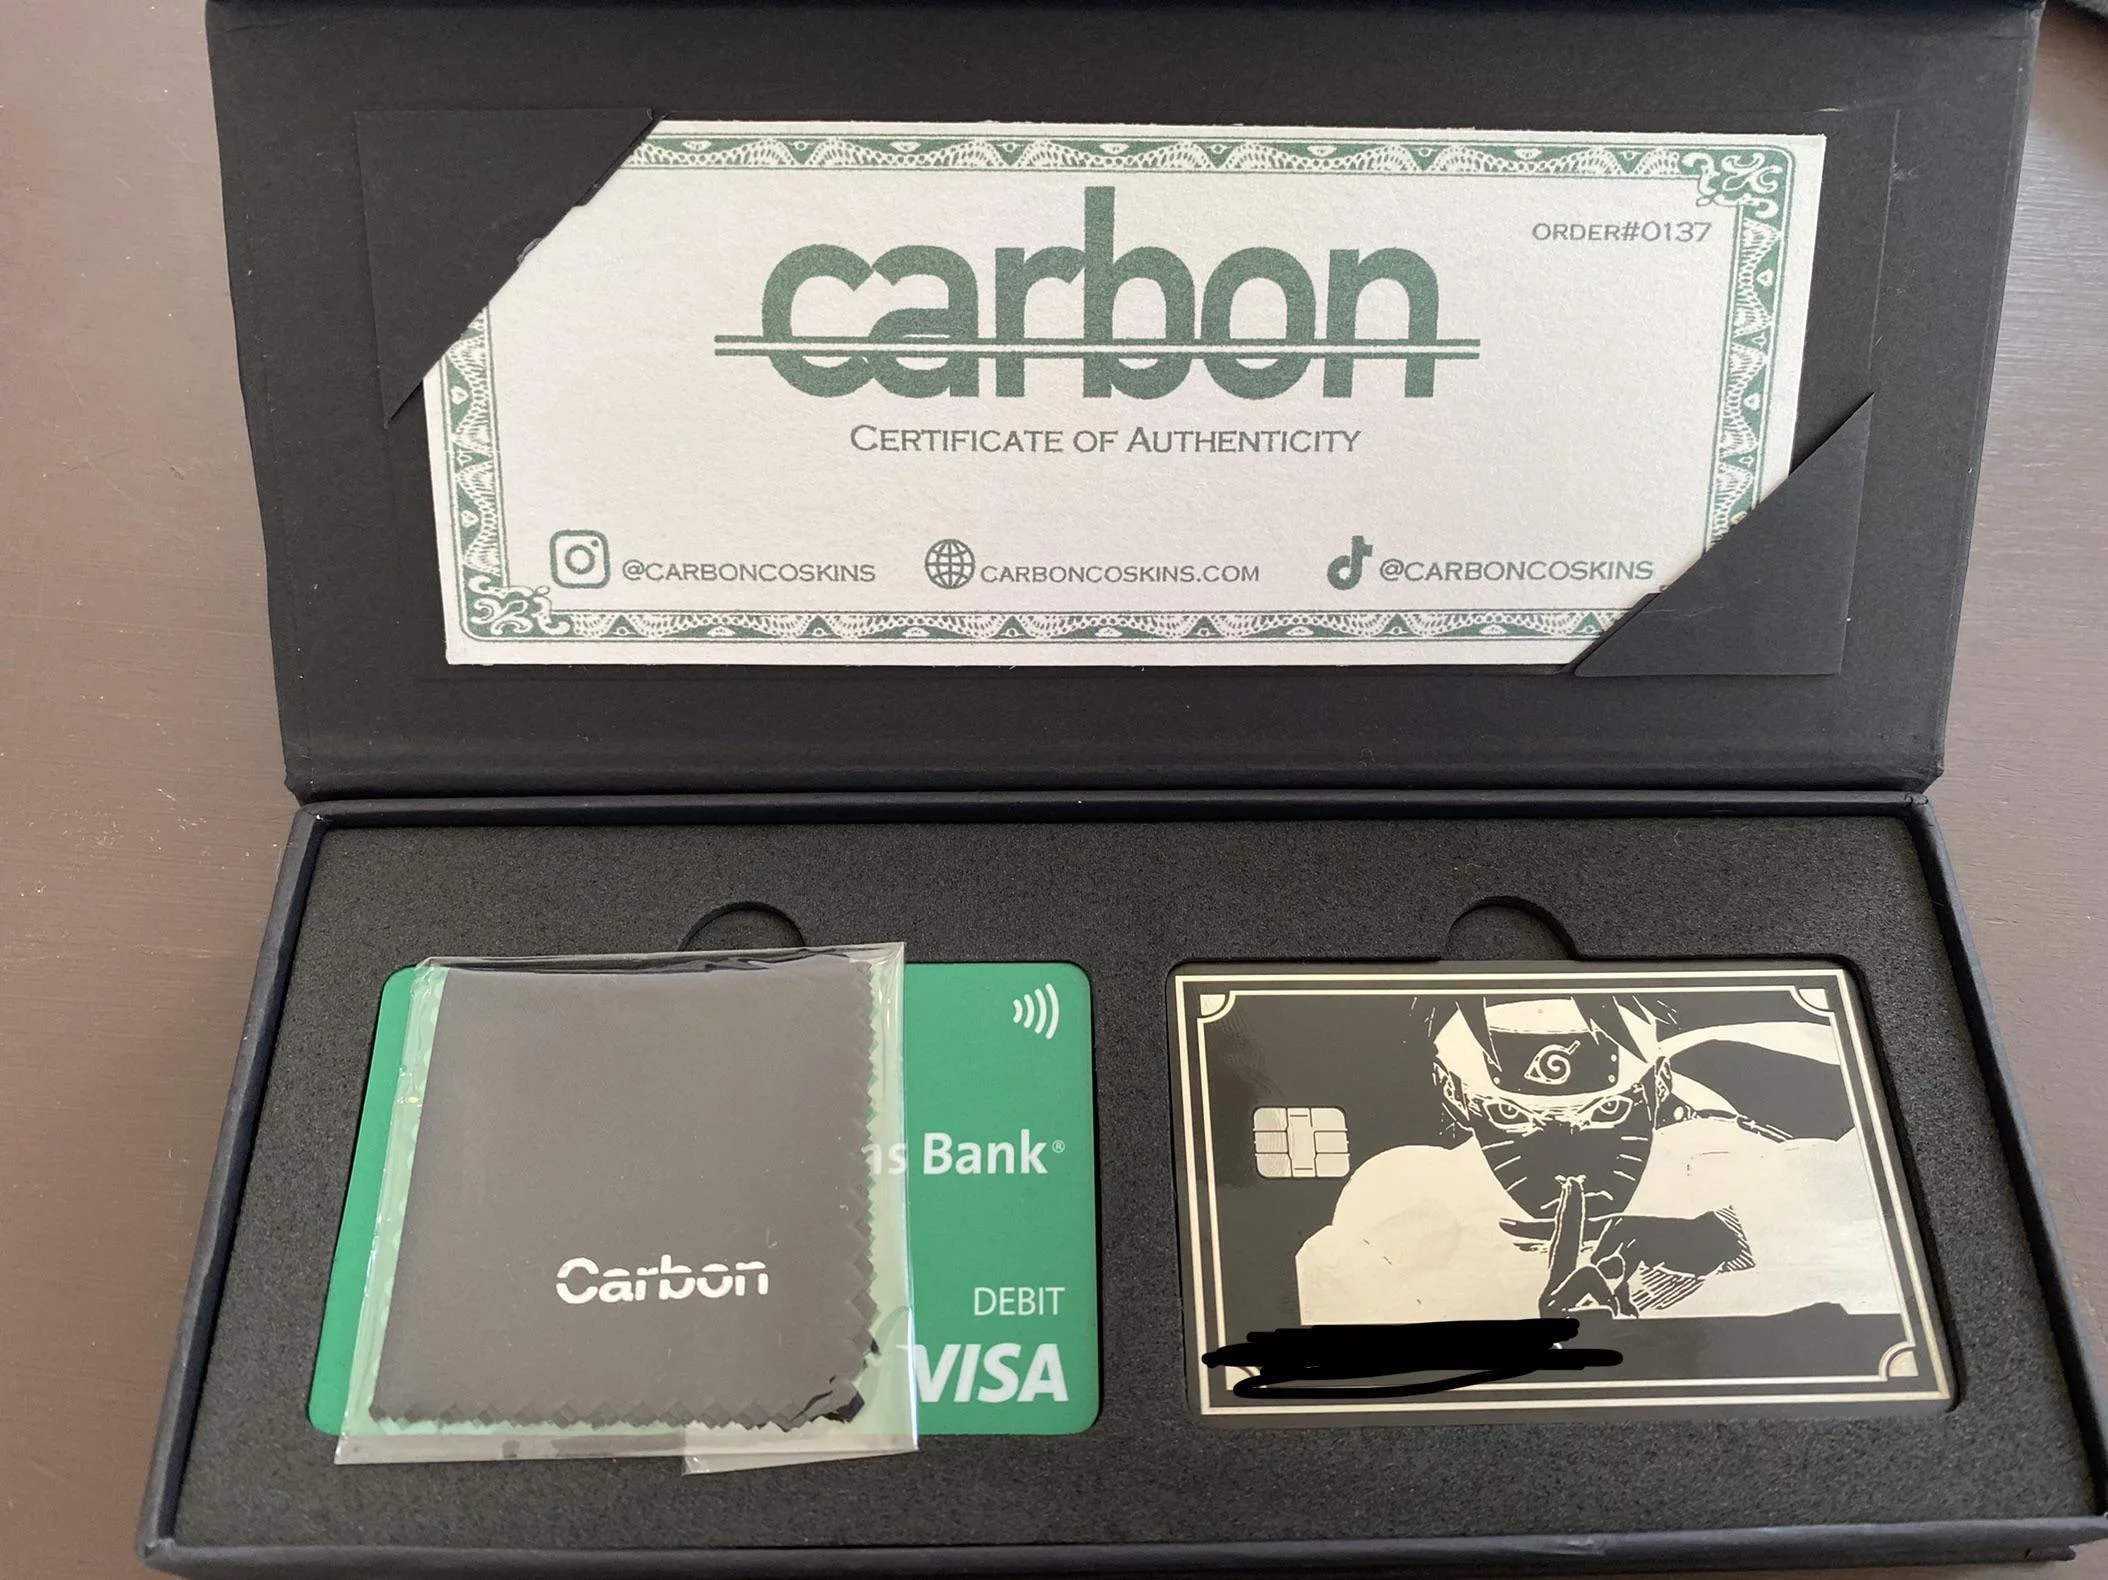 ORDER#0137
carbon
CERTIFICATE OF AUTHENTICITY
@CARBONCOSKINS
CARBONCOSKINS.COM
@CARBONCOSKINS
Bank®
Carbon
DEBIT
VISA